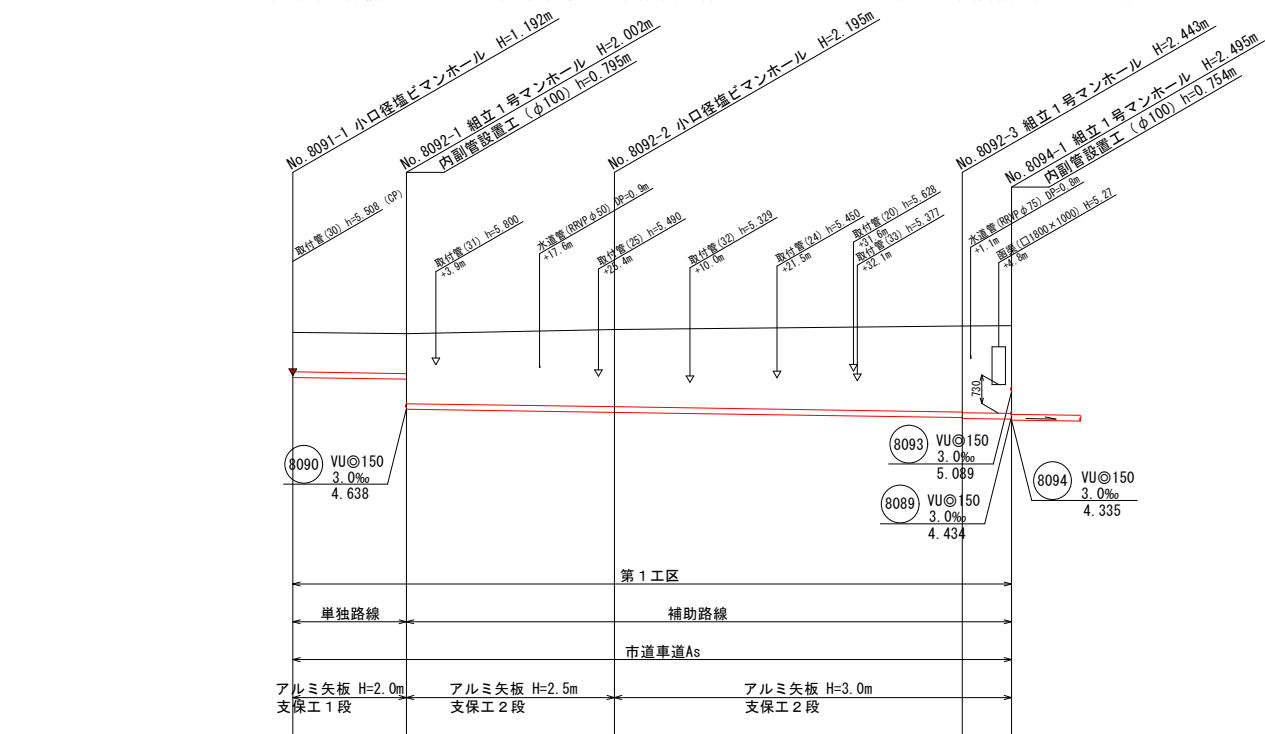 No.8091-1 小口径塩ビマンホール H=1.192m
No.8092-1 組立１号マンホール H=2.002m
内副管設置工（φ100）h=0.795m
No.8092-2 小口径塩ビマンホール H=2.195m
No.8092-3 組立１号マンホール H=2.443m
No.8094-1 組立１号マンホール H=2.495m
内副管設置工（φ100）h=0.754m
取付管(30) h=5.508 (CP)
取付管(31) h=5.800
+3.9m
水道管(RRVPφ50) DP=0.9m
+17.6m
取付管(25) h=5.490
取付管(32) h=5.329
+10.0m
取付管(24) h=5.450
+21.5m
取付管(20) h=5.628
+31.6m
取付管(33) h=5.377
+32.1m
水道管(RRVPφ75) DP=0.8m
+1.1m
函渠(口1800×1000) H=5.27
+4.8m
730
8090 VU◎150
3.0‰
4.638
8093 VU◎150
3.0‰
5.089
8089 VU◎150
3.0‰
4.434
8094 VU◎150
3.0‰
4.335
第１工区
単独路線
補助路線
市道車道As
アルミ矢板 H=2.0m
支保工１段
アルミ矢板 H=2.5m
支保工２段
アルミ矢板 H=3.0m
支保工２段